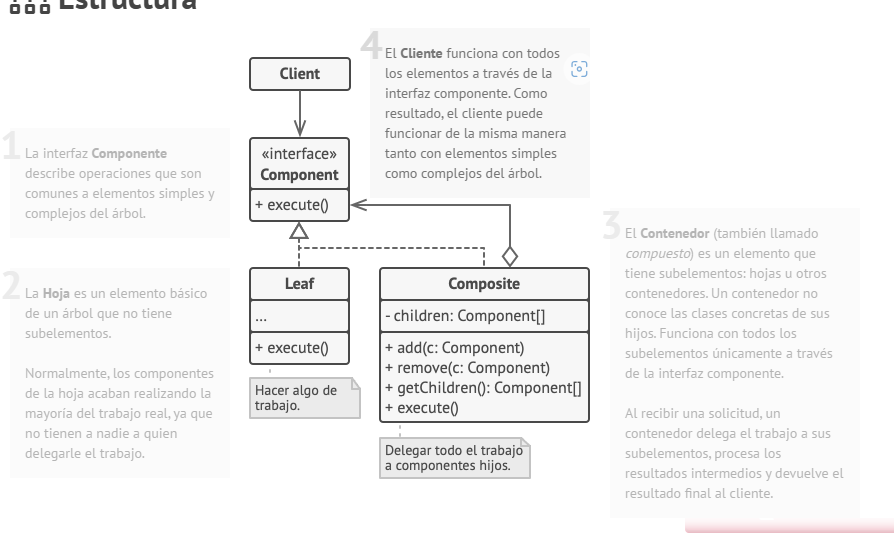 Estructura
Client
4
El Cliente funciona con todos
los elementos a través de la
interfaz componente. Como
resultado, el cliente puede
funcionar de la misma manera
tanto con elementos simples
como complejos del árbol.
1
La interfaz Componente
describe operaciones que son
comunes a elementos simples y
complejos del árbol.
«interface»
Component
+ execute()
2
La Hoja es un elemento básico
de un árbol que no tiene
subelementos.
Normalmente, los componentes
de la hoja acaban realizando la
mayoría del trabajo real, ya que
no tienen a nadie a quien
delegarle el trabajo.
Leaf
...
+ execute()
Hacer algo de
trabajo.
Composite
- children: Component[]
+ add(c: Component)
+ remove(c: Component)
+ getChildren(): Component[]
+ execute()
Delegar todo el trabajo
a componentes hijos.
3
El Contenedor (también llamado
compuesto) es un elemento que
tiene subelementos: hojas u otros
contenedores. Un contenedor no
conoce las clases concretas de sus
hijos. Funciona con todos los
subelementos únicamente a través
de la interfaz componente.
Al recibir una solicitud, un
contenedor delega el trabajo a sus
subelementos, procesa los
resultados intermedios y devuelve el
resultado final al cliente.